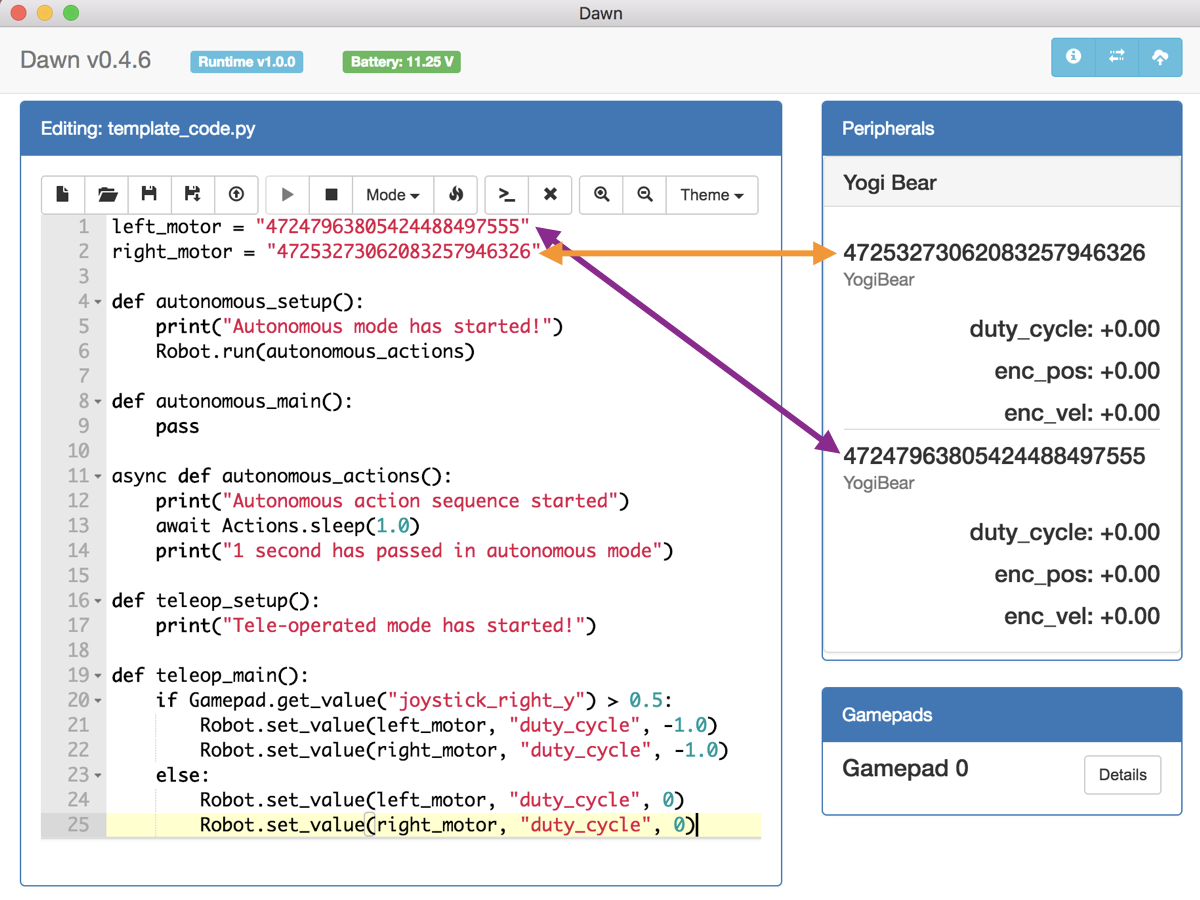 Dawn
Dawn v0.4.6
Runtime v1.0.0
Battery: 11.25 V
Editing: template_code.py
Mode
Theme
1 left_motor = "47247963805424488497555"
2 right_motor = "47253273062083257946326"
3
4 def autonomous_setup():
5 print("Autonomous mode has started!")
6 Robot.run(autonomous_actions)
7
8 def autonomous_main():
9 pass
10
11 async def autonomous_actions():
12 print("Autonomous action sequence started")
13 await Actions.sleep(1.0)
14 print("1 second has passed in autonomous mode")
15
16 def teleop_setup():
17 print("Tele-operated mode has started!")
18
19 def teleop_main():
20 if Gamepad.get_value("joystick_right_y") > 0.5:
21 Robot.set_value(left_motor, "duty_cycle", -1.0)
22 Robot.set_value(right_motor, "duty_cycle", -1.0)
23 else:
24 Robot.set_value(left_motor, "duty_cycle", 0)
25 Robot.set_value(right_motor, "duty_cycle", 0)
Peripherals
Yogi Bear
47253273062083257946326
YogiBear
duty_cycle: +0.00
enc_pos: +0.00
enc_vel: +0.00
47247963805424488497555
YogiBear
duty_cycle: +0.00
enc_pos: +0.00
enc_vel: +0.00
Gamepads
Gamepad 0
Details